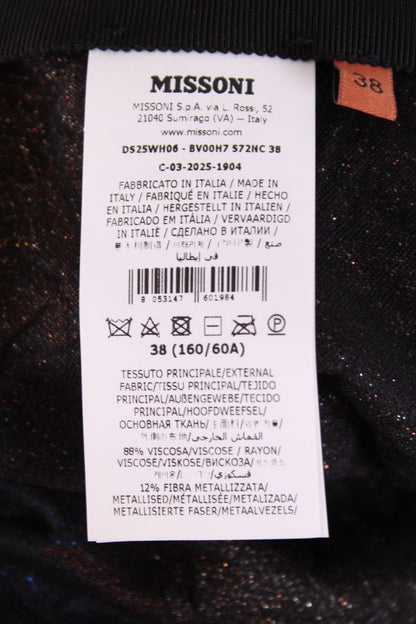 MISSONI
MISSONI S.p.A. via L. Rossi, 52
21040 Sumirago (VA) — Italy
www.missoni.com
DS25WH06 - BV00H7 S72NC 38
C-03-2025-1904
FABBRICATO IN ITALIA / MADE IN
ITALY / FABRIQUÉ EN ITALIE / HECHO
EN ITALIA / HERGESTELLT IN ITALIEN /
FABRICADO EM ITÁLIA / VERVAARDIGD
IN ITALIË / СДЕЛАНО В ИТАЛИИ /
صنع /
في إيطاليا
8 053147 601984
38 (160/60A)
TESSUTO PRINCIPALE/EXTERNAL
FABRIC/TISSU PRINCIPAL/TEJIDO
PRINCIPAL/AUßENGEWEBE/TECIDO
PRINCIPAL/HOOFDWEEFSEL/
ОСНОВНАЯ ТКАНЬ/
القماش الخارجي/
88% VISCOSA/VISCOSE / RAYON/
VISCOSE/VISKOSE/ВИСКОЗА/
فسكوزي/
12% FIBRA METALLIZZATA/
METALLISED/METALLISÉE/METALIZADA/
METALLISIERTE FASER/METAALVEZELS/
38